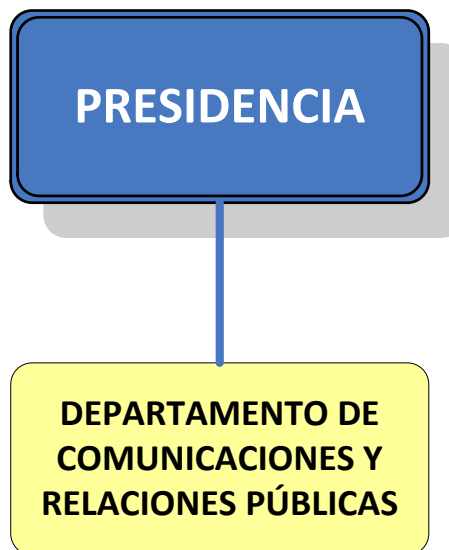 PRESIDENCIA
DEPARTAMENTO DE
COMUNICACIONES Y
RELACIONES PÚBLICAS